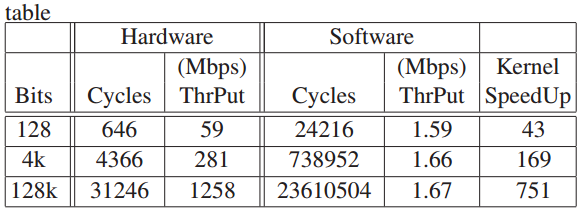 table
Hardware Software
(Mbps) (Mbps) Kernel
Bits Cycles ThrPut Cycles ThrPut SpeedUp
128 646 59 24216 1.59 43
4k 4366 281 738952 1.66 169
128k 31246 1258 23610504 1.67 751